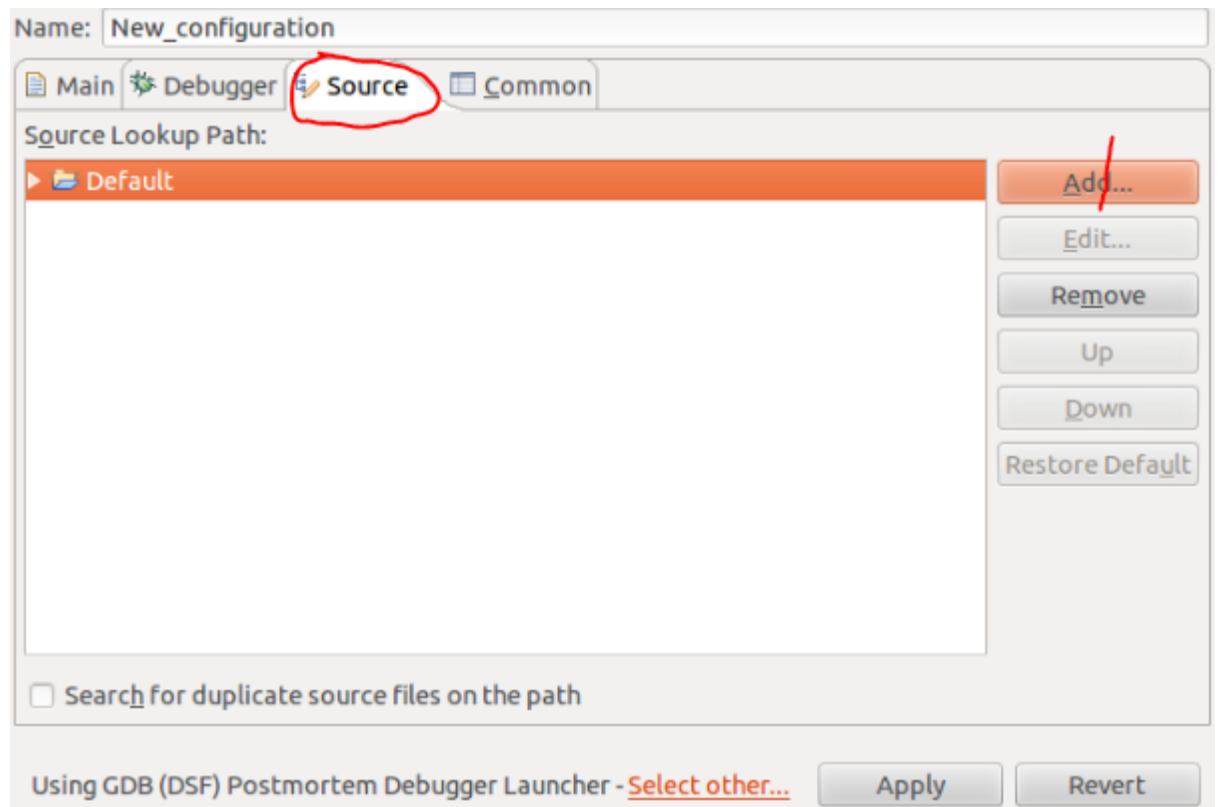 Name: New_configuration
Main Debugger Source Common
Source Lookup Path:
Default
Add...
Edit...
Remove
Up
Down
Restore Default
Search for duplicate source files on the path
Using GDB (DSF) Postmortem Debugger Launcher - Select other... Apply Revert